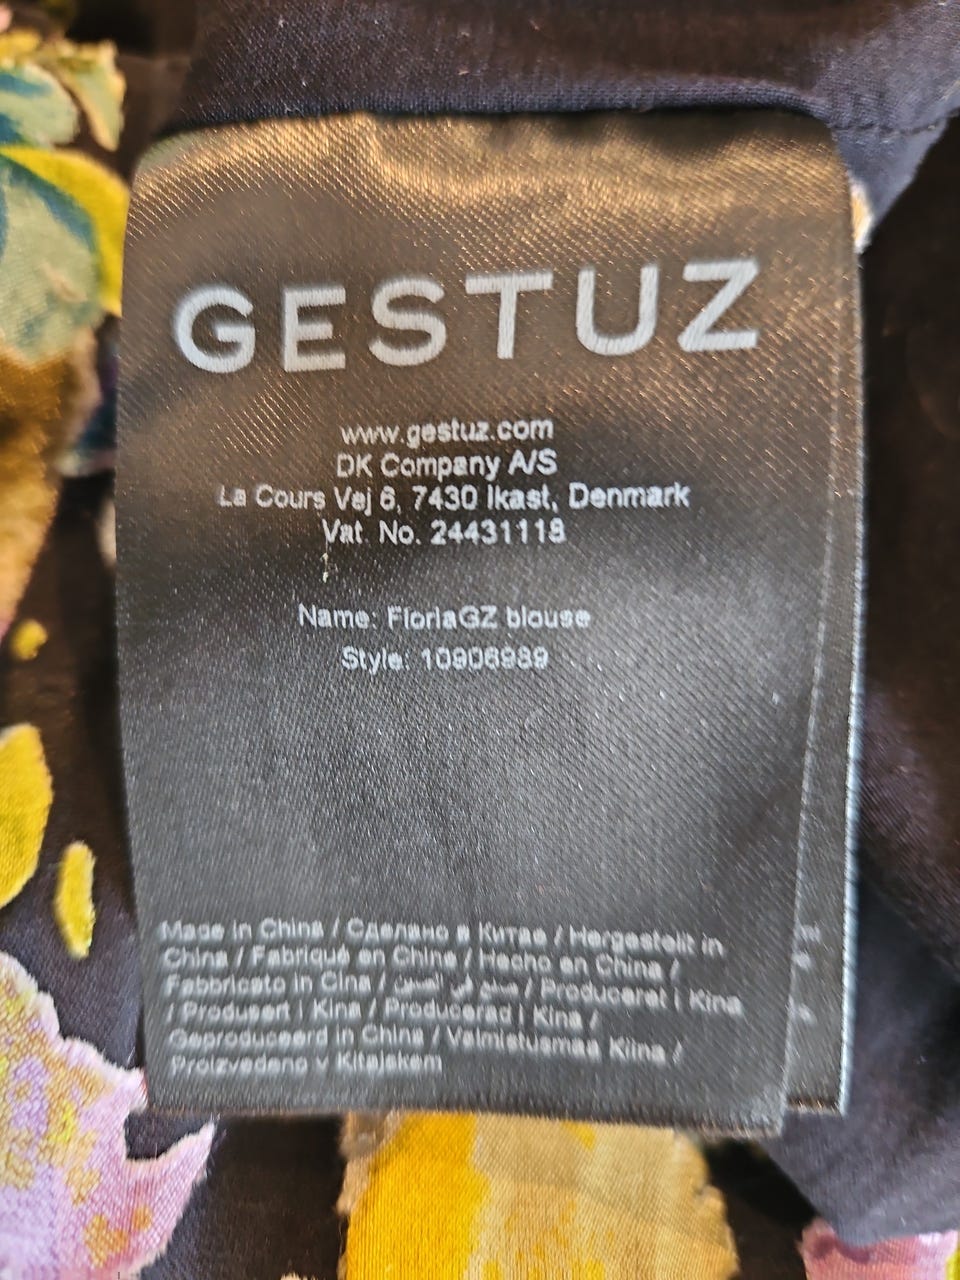 GESTUZ
www.gestuz.com
DK Company A/S
La Cours Vej 6, 7430 Ikast, Denmark
Vat. No. 24431118
Name: FloriaGZ blouse
Style: 10906989
Made in China / Сделано в Китае / Hergestellt in
China / Fabriqué en Chine / Hecho en China /
Fabbricato in Cina / صنع في الصين / Produceret i Kina
/ Produsert i Kina / Producerad i Kina /
Geproduceerd in China / Valmistusmaa Kiina /
Proizvedeno v Kitajskem